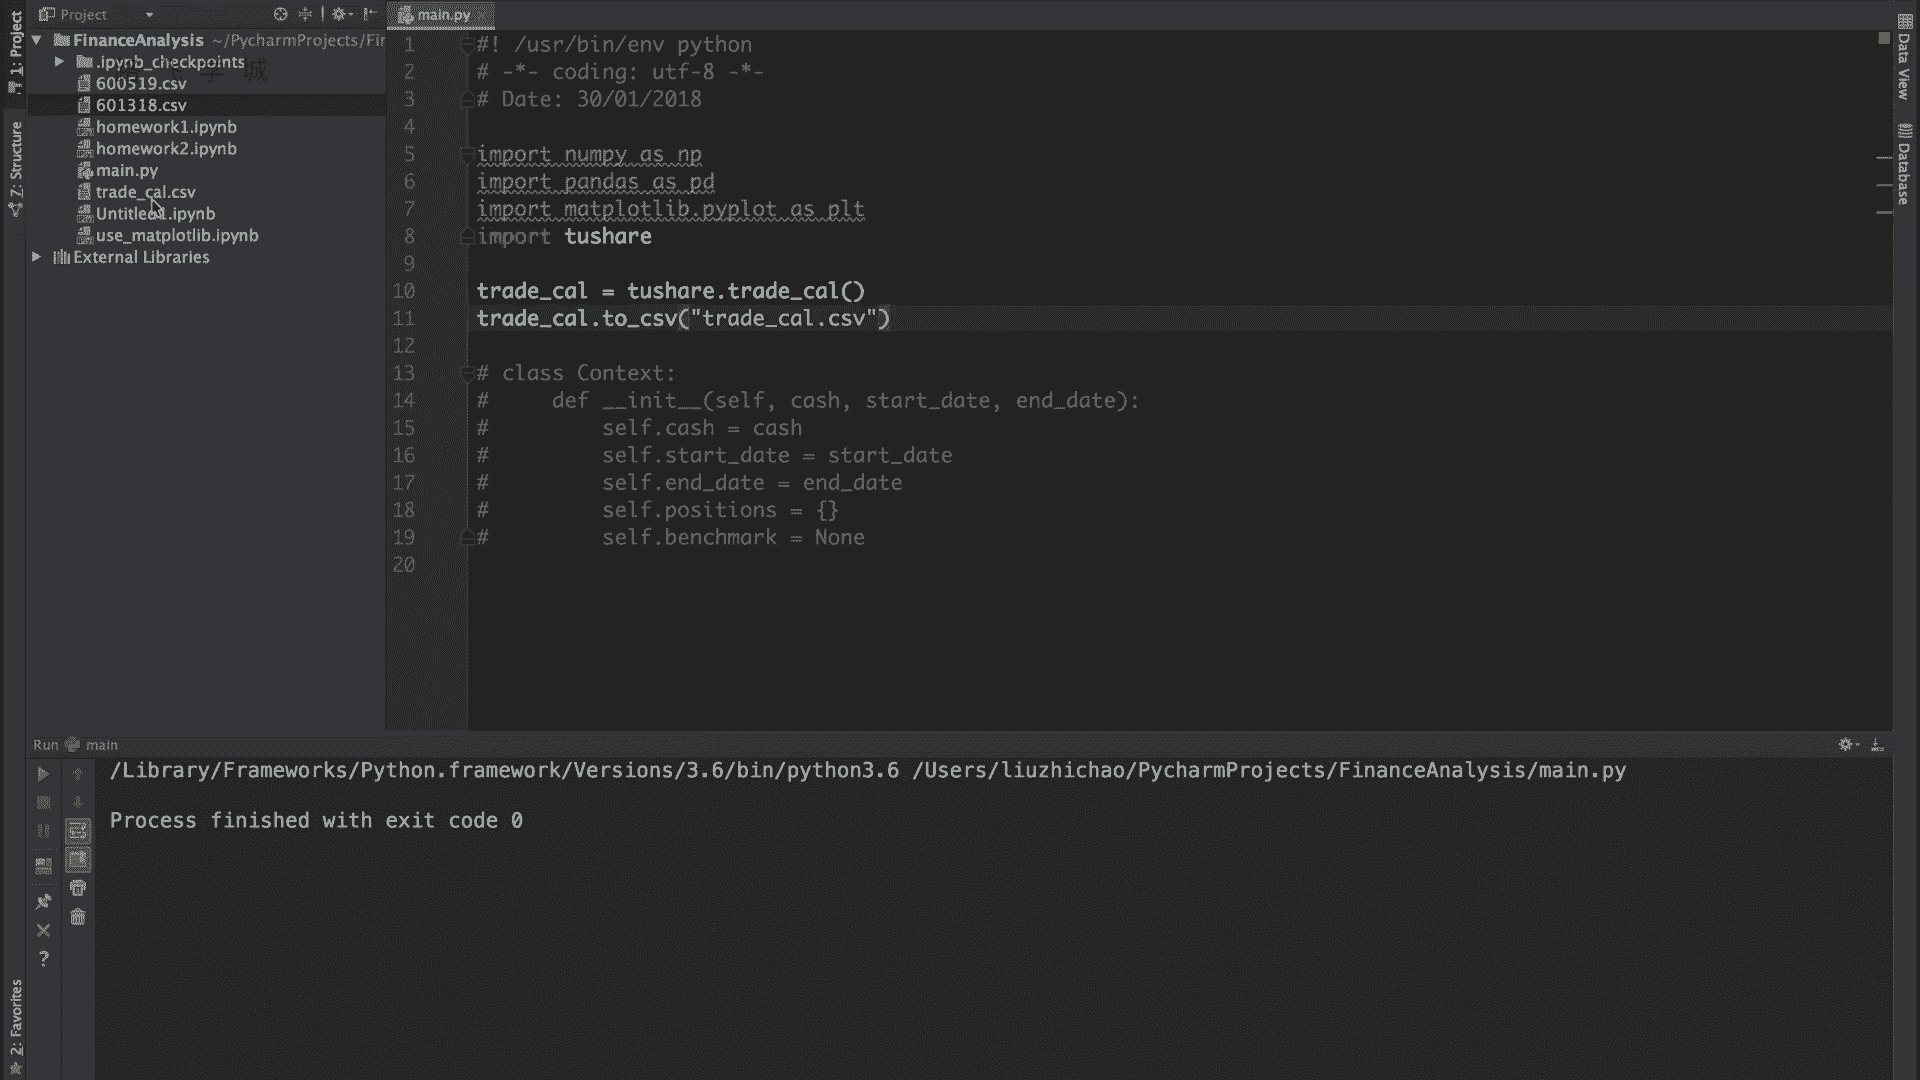 1: Project
Project
main.py
FinanceAnalysis ~/PycharmProjects/Fir
.ipynb_checkpoints
学城
600519.csv
601318.csv
homework1.ipynb
homework2.ipynb
main.py
trade_cal.csv
Untitled1.ipynb
use_matplotlib.ipynb
External Libraries
7: Structure
1 #! /usr/bin/env python
2 # -*- coding: utf-8 -*-
3 # Date: 30/01/2018
4
5 import numpy as np
6 import pandas as pd
7 import matplotlib.pyplot as plt
8 import tushare
9
10 trade_cal = tushare.trade_cal()
11 trade_cal.to_csv("trade_cal.csv")
12
13 # class Context:
14 #     def __init__(self, cash, start_date, end_date):
15 #         self.cash = cash
16 #         self.start_date = start_date
17 #         self.end_date = end_date
18 #         self.positions = {}
19 #         self.benchmark = None
20
Data View
Database
Run main
/Library/Frameworks/Python.framework/Versions/3.6/bin/python3.6 /Users/liuzhichao/PycharmProjects/FinanceAnalysis/main.py
Process finished with exit code 0
2: Favorites